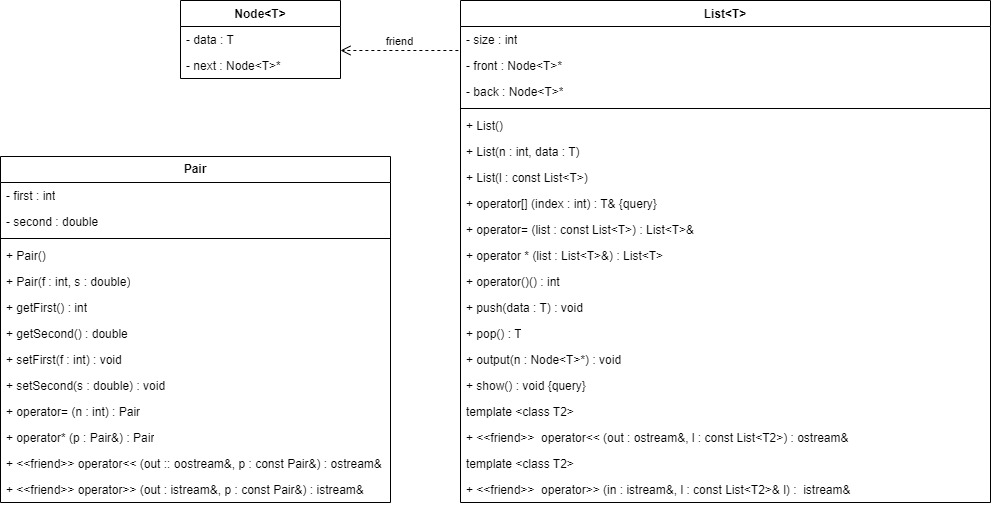 Node<T>
- data : T
- next : Node<T>*
friend
List<T>
- size : int
- front : Node<T>*
- back : Node<T>*
+ List()
+ List(n : int, data : T)
+ List(l : const List<T>)
+ operator[] (index : int) : T& {query}
+ operator= (list : const List<T>) : List<T>&
+ operator * (list : List<T>&) : List<T>
+ operator()() : int
+ push(data : T) : void
+ pop() : T
+ output(n : Node<T>*) : void
+ show() : void {query}
template <class T2>
+ <<friend>>  operator<< (out : ostream&, l : const List<T2>) : ostream&
template <class T2>
+ <<friend>>  operator>> (in : istream&, l : const List<T2>& l) :  istream&
Pair
- first : int
- second : double
+ Pair()
+ Pair(f : int, s : double)
+ getFirst() : int
+ getSecond() : double
+ setFirst(f : int) : void
+ setSecond(s : double) : void
+ operator= (n : int) : Pair
+ operator* (p : Pair&) : Pair
+ <<friend>> operator<< (out :: oostream&, p : const Pair&) : ostream&
+ <<friend>> operator>> (out : istream&, p : const Pair&) : istream&